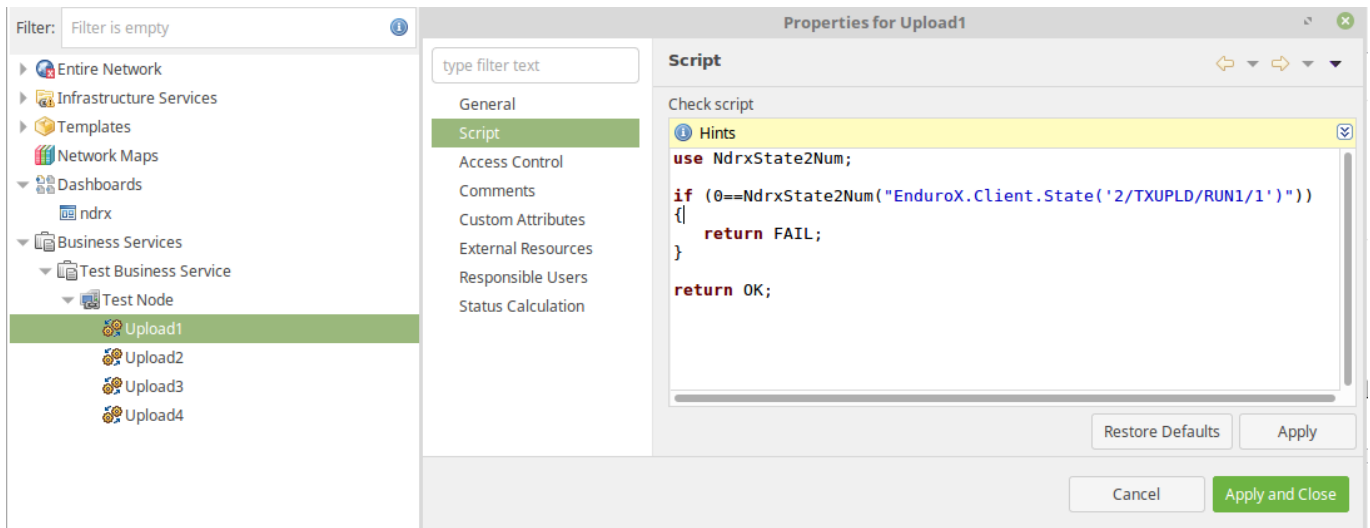 Filter: Filter is empty
Entire Network
Infrastructure Services
Templates
Network Maps
Dashboards
ndrx
Business Services
Test Business Service
Test Node
Upload1
Upload2
Upload3
Upload4
Properties for Upload1
type filter text
General
Script
Access Control
Comments
Custom Attributes
External Resources
Responsible Users
Status Calculation
Script
Check script
Hints
use NdrxState2Num;
if (0==NdrxState2Num("EnduroX.Client.State('2/TXUPLD/RUN1/1')"))
{
return FAIL;
}
return OK;
Restore Defaults
Apply
Cancel
Apply and Close